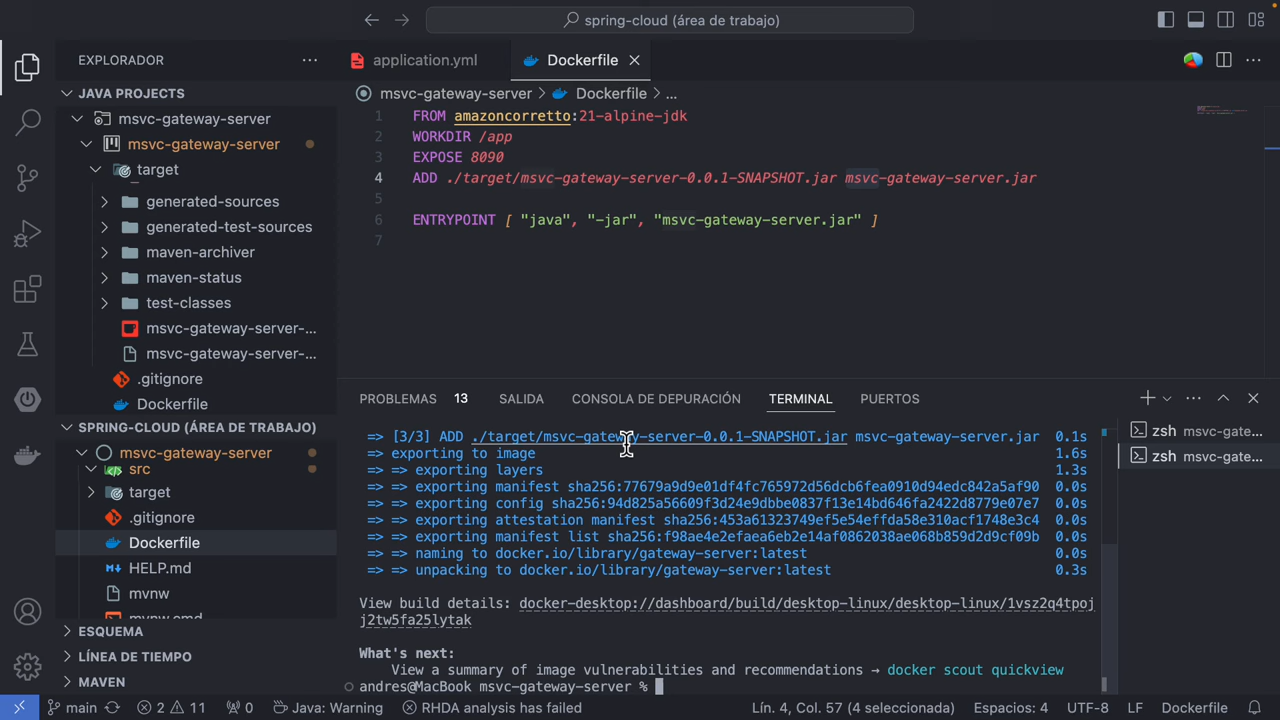 spring-cloud (área de trabajo)
EXPLORADOR
application.yml
Dockerfile
JAVA PROJECTS
msvc-gateway-server
msvc-gateway-server
target
generated-sources
generated-test-sources
maven-archiver
maven-status
test-classes
msvc-gateway-server-...
msvc-gateway-server-...
.gitignore
Dockerfile
SPRING-CLOUD (ÁREA DE TRABAJO)
msvc-gateway-server
src
target
.gitignore
Dockerfile
HELP.md
mvnw
mvnw.cmd
ESQUEMA
LÍNEA DE TIEMPO
MAVEN
msvc-gateway-server > Dockerfile > ...
1 FROM amazoncorretto:21-alpine-jdk
2 WORKDIR /app
3 EXPOSE 8090
4 ADD ./target/msvc-gateway-server-0.0.1-SNAPSHOT.jar msvc-gateway-server.jar
5
6 ENTRYPOINT [ "java", "-jar", "msvc-gateway-server.jar" ]
7
PROBLEMAS 13 SALIDA CONSOLA DE DEPURACIÓN TERMINAL PUERTOS
=> [3/3] ADD ./target/msvc-gateway-server-0.0.1-SNAPSHOT.jar msvc-gateway-server.jar 0.1s
=> exporting to image 1.6s
=> => exporting layers 1.3s
=> => exporting manifest sha256:77679a9d9e01df4fc765972d56dcb6fea0910d94edc842a5af90 0.0s
=> => exporting config sha256:94d825a56609f3d24e9dbbe0837f13e14bd646fa2422d8779e07e7 0.0s
=> => exporting attestation manifest sha256:453a61323749ef5e54effda58e310acf1748e3c4 0.0s
=> => exporting manifest list sha256:f98ae4e2efaea6eb2e14af0862038ae068b859d2d9cf09b 0.0s
=> => naming to docker.io/library/gateway-server:latest 0.0s
=> => unpacking to docker.io/library/gateway-server:latest 0.3s
View build details: docker-desktop://dashboard/build/desktop-linux/desktop-linux/1vsz2q4tpoj
j2tw5fa25lytak
What's next:
View a summary of image vulnerabilities and recommendations → docker scout quickview
andres@MacBook msvc-gateway-server %
zsh msvc-gate...
zsh msvc-gate...
main 2 11 0 Java: Warning RHDA analysis has failed Lín. 4, Col. 57 (4 seleccionada) Espacios: 4 UTF-8 LF Dockerfile